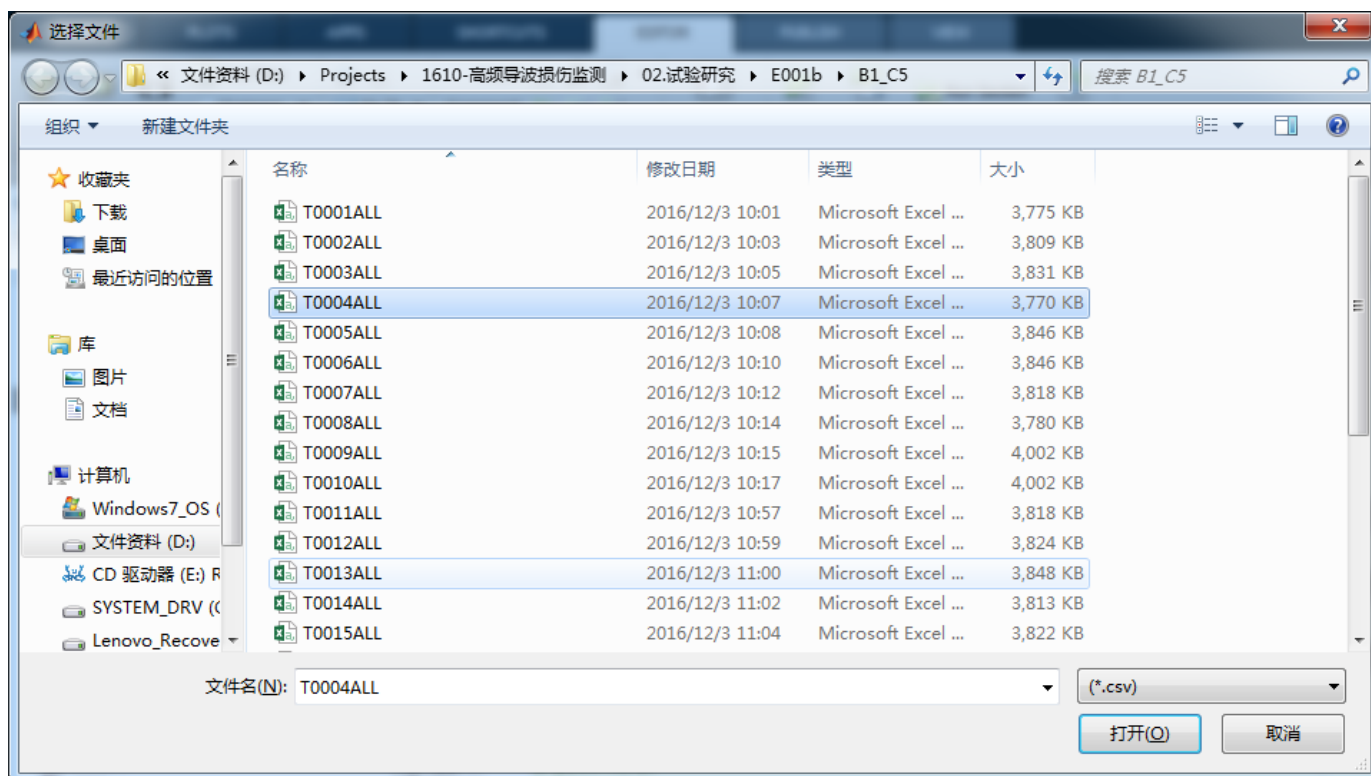 选择文件
« 文件资料 (D:) ▸ Projects ▸ 1610-高频导波损伤监测 ▸ 02.试验研究 ▸ E001b ▸ B1_C5
搜索 B1_C5
组织 新建文件夹
收藏夹
下载
桌面
最近访问的位置
库
图片
文档
计算机
Windows7_OS (
文件资料 (D:)
CD 驱动器 (E:) R
SYSTEM_DRV (
Lenovo_Recove
名称 修改日期 类型 大小
T0001ALL 2016/12/3 10:01 Microsoft Excel ... 3,775 KB
T0002ALL 2016/12/3 10:03 Microsoft Excel ... 3,809 KB
T0003ALL 2016/12/3 10:05 Microsoft Excel ... 3,831 KB
T0004ALL 2016/12/3 10:07 Microsoft Excel ... 3,770 KB
T0005ALL 2016/12/3 10:08 Microsoft Excel ... 3,846 KB
T0006ALL 2016/12/3 10:10 Microsoft Excel ... 3,846 KB
T0007ALL 2016/12/3 10:12 Microsoft Excel ... 3,818 KB
T0008ALL 2016/12/3 10:14 Microsoft Excel ... 3,780 KB
T0009ALL 2016/12/3 10:15 Microsoft Excel ... 4,002 KB
T0010ALL 2016/12/3 10:17 Microsoft Excel ... 4,002 KB
T0011ALL 2016/12/3 10:57 Microsoft Excel ... 3,818 KB
T0012ALL 2016/12/3 10:59 Microsoft Excel ... 3,824 KB
T0013ALL 2016/12/3 11:00 Microsoft Excel ... 3,848 KB
T0014ALL 2016/12/3 11:02 Microsoft Excel ... 3,813 KB
T0015ALL 2016/12/3 11:04 Microsoft Excel ... 3,822 KB
文件名(N): T0004ALL (*.csv)
打开(O) 取消